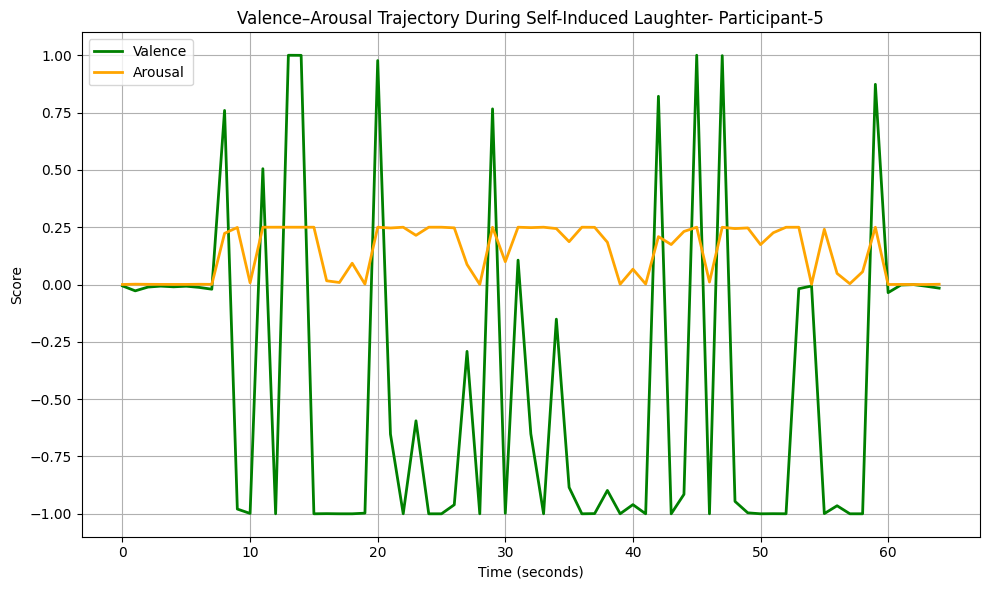 Valence–Arousal Trajectory During Self-Induced Laughter- Participant-5
Valence
Arousal
1.00
0.75
0.50
0.25
0.00
−0.25
−0.50
−0.75
−1.00
Score
0 10 20 30 40 50 60
Time (seconds)